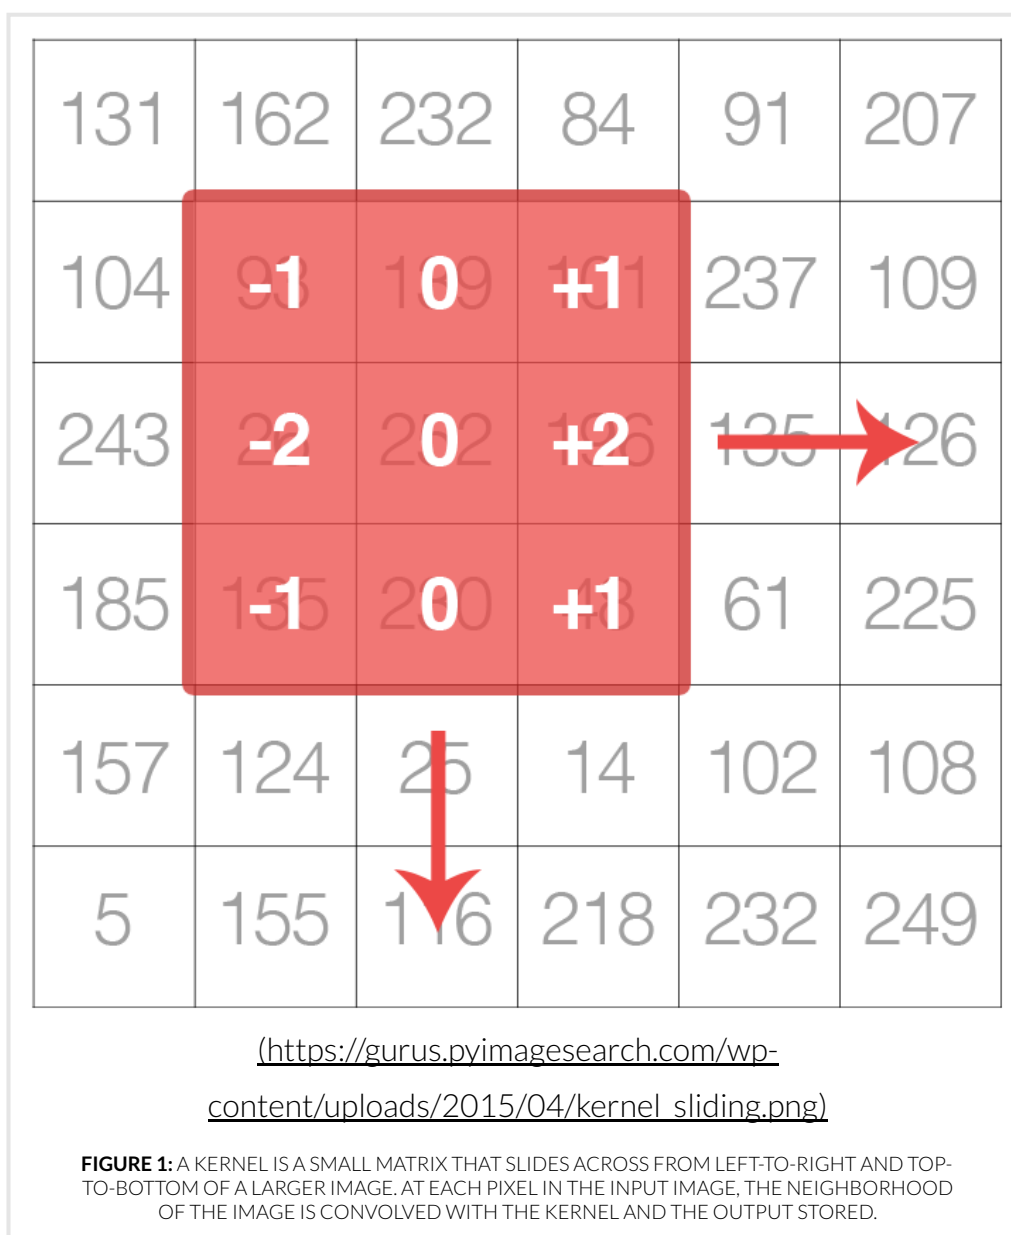 131 162 232 84 91 207
104 -1 0 +1 237 109
243 -2 0 +2 135 126
185 -1 0 +1 61 225
157 124 25 14 102 108
5 155 116 218 232 249
(https://gurus.pyimagesearch.com/wp-
content/uploads/2015/04/kernel_sliding.png)
FIGURE 1: A KERNEL IS A SMALL MATRIX THAT SLIDES ACROSS FROM LEFT-TO-RIGHT AND TOP-
TO-BOTTOM OF A LARGER IMAGE. AT EACH PIXEL IN THE INPUT IMAGE, THE NEIGHBORHOOD
OF THE IMAGE IS CONVOLVED WITH THE KERNEL AND THE OUTPUT STORED.